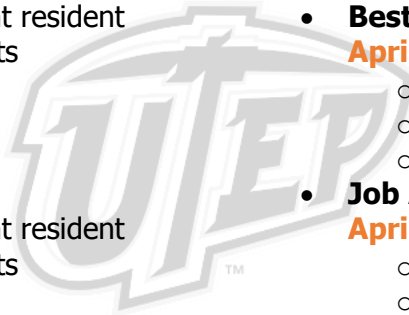 t resident
ts
t resident
ts
UTEP
TM
• Best
Apri
○
○
○
• Job
Apri
○
○